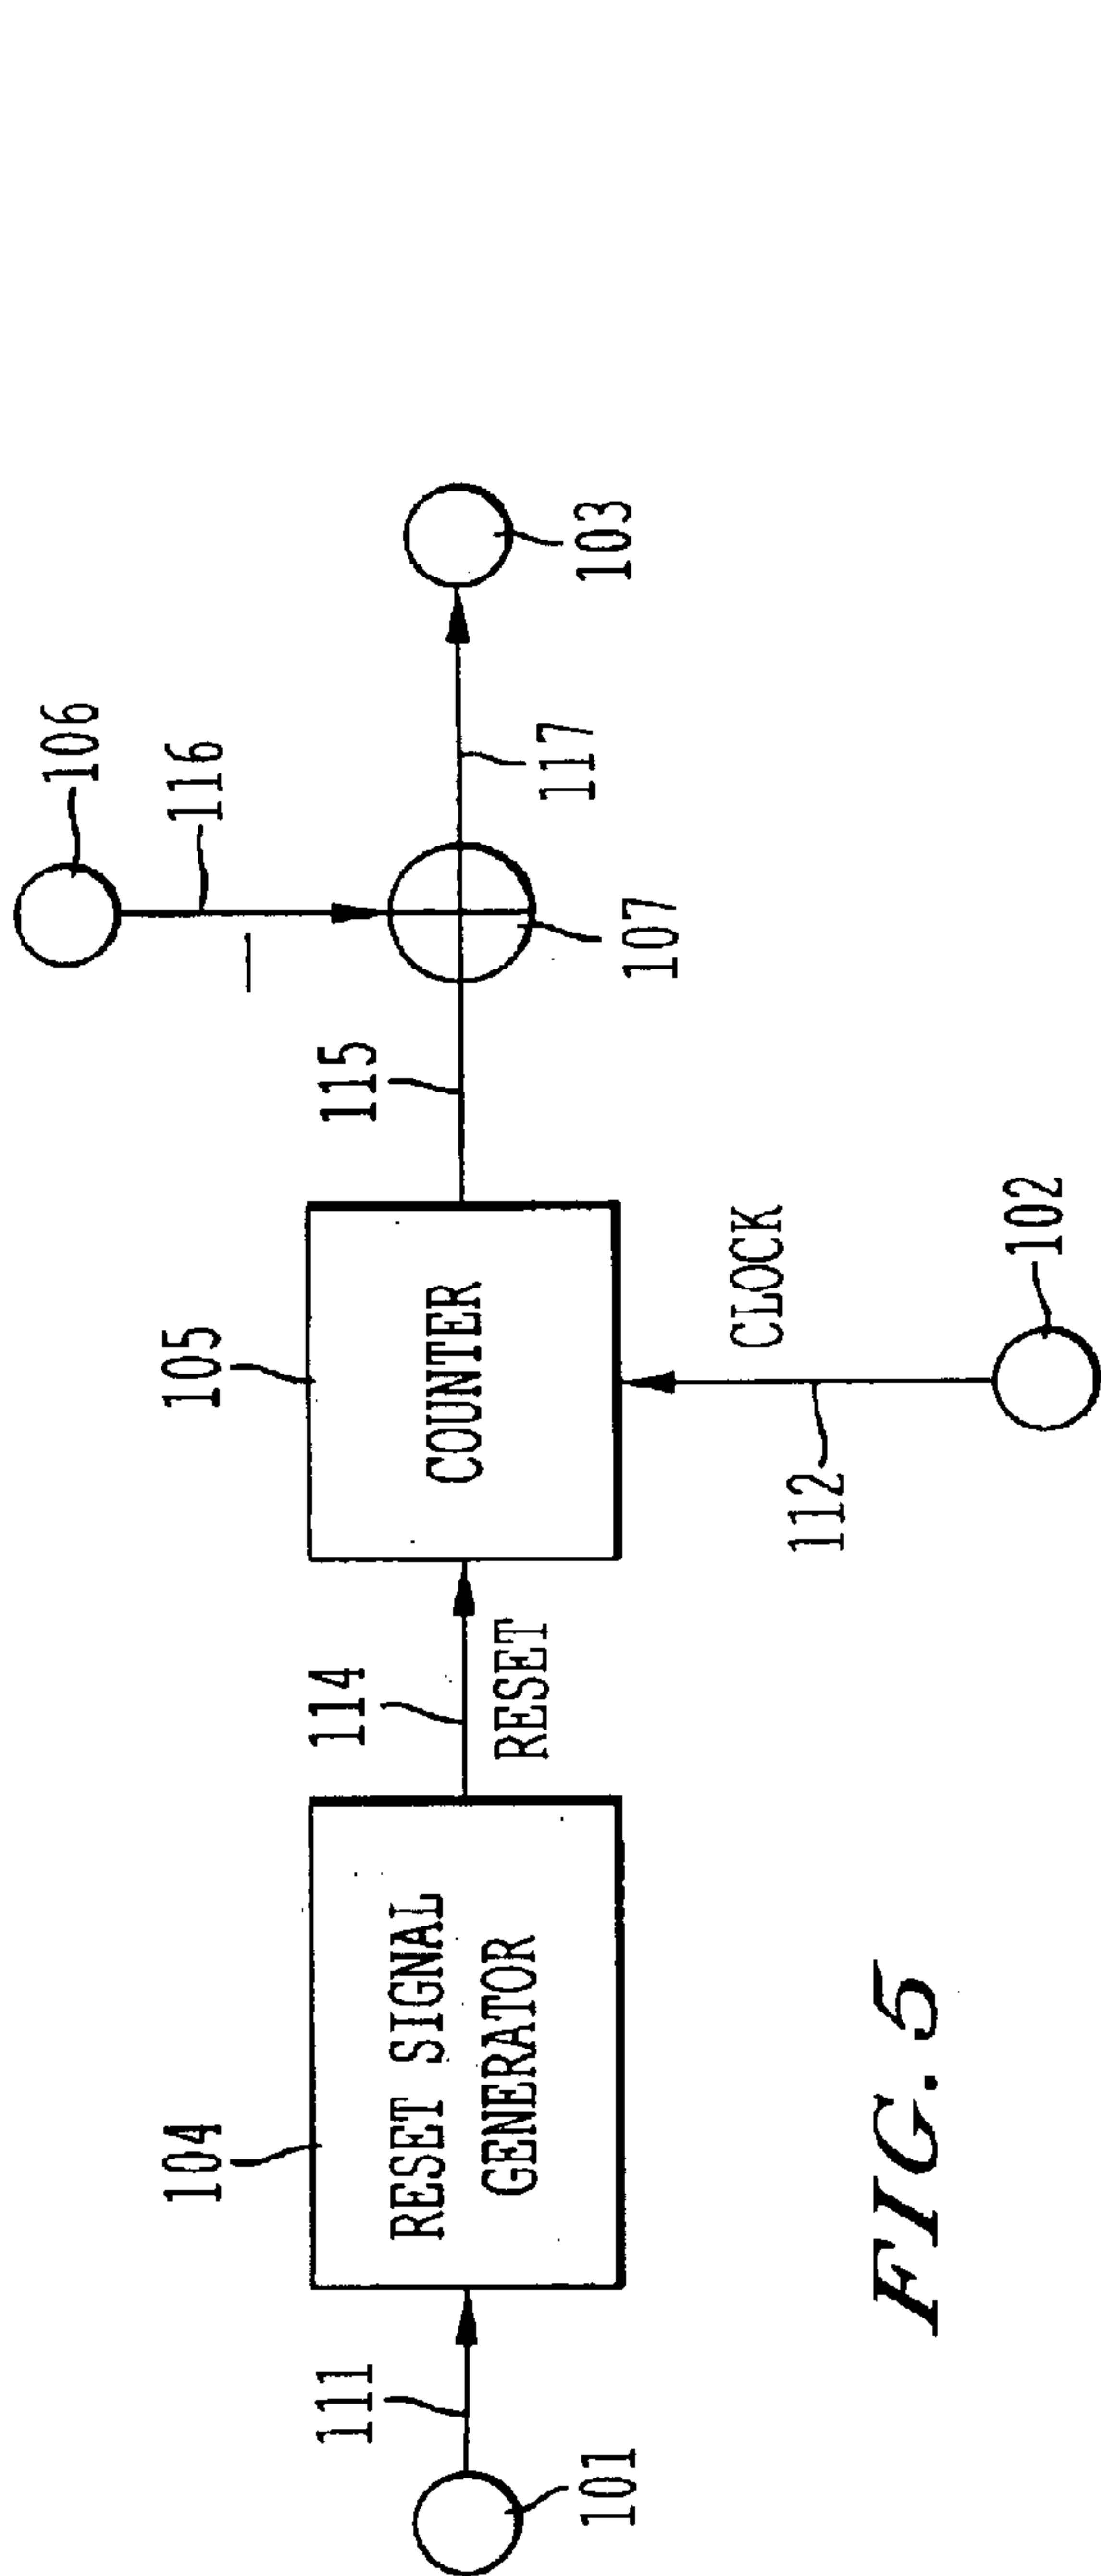 106
116
115
105
114
104
111
RESET SIGNAL
GENERATOR
COUNTER
RESET
CLOCK
107
117
103
101
112
102
FIG. 5